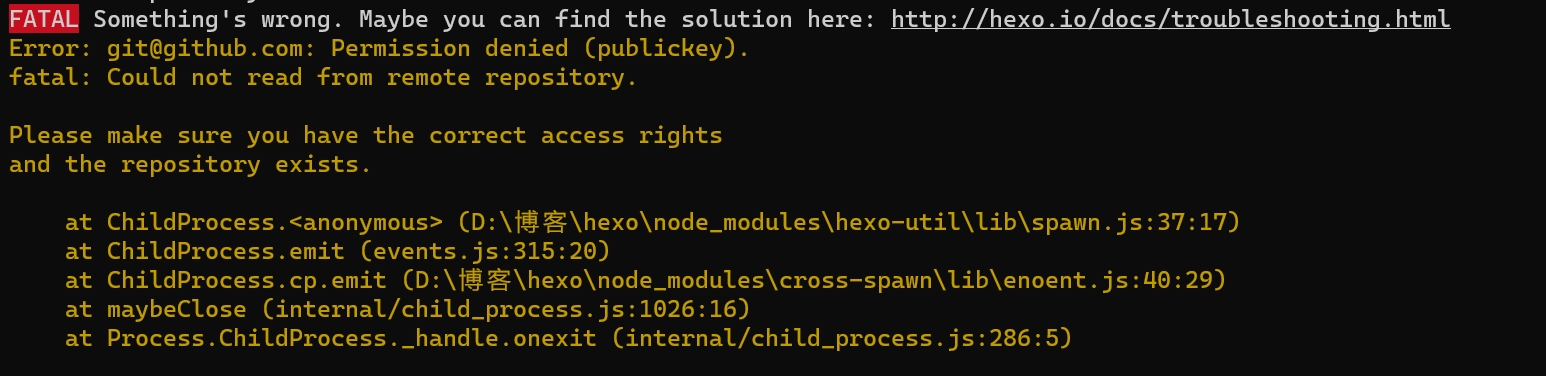 FATAL Something's wrong. Maybe you can find the solution here: http://hexo.io/docs/troubleshooting.html
Error: git@github.com: Permission denied (publickey).
fatal: Could not read from remote repository.
Please make sure you have the correct access rights
and the repository exists.
at ChildProcess.<anonymous> (D:\博客\hexo\node_modules\hexo-util\lib\spawn.js:37:17)
at ChildProcess.emit (events.js:315:20)
at ChildProcess.cp.emit (D:\博客\hexo\node_modules\cross-spawn\lib\enoent.js:40:29)
at maybeClose (internal/child_process.js:1026:16)
at Process.ChildProcess._handle.onexit (internal/child_process.js:286:5)